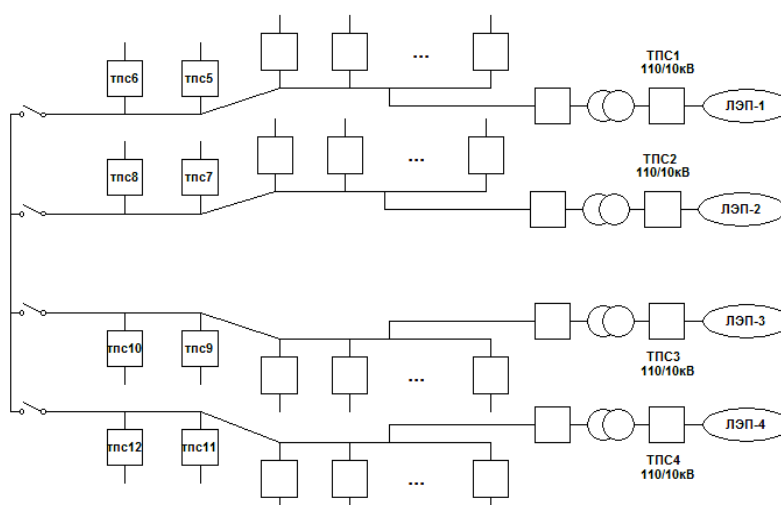 ТПС1
110/10кВ
тпс6
тпс5
...
ЛЭП-1
ТПС2
110/10кВ
тпс8
тпс7
...
ЛЭП-2
тпс10
тпс9
...
ЛЭП-3
ТПС3
110/10кВ
тпс12
тпс11
...
ЛЭП-4
ТПС4
110/10кВ